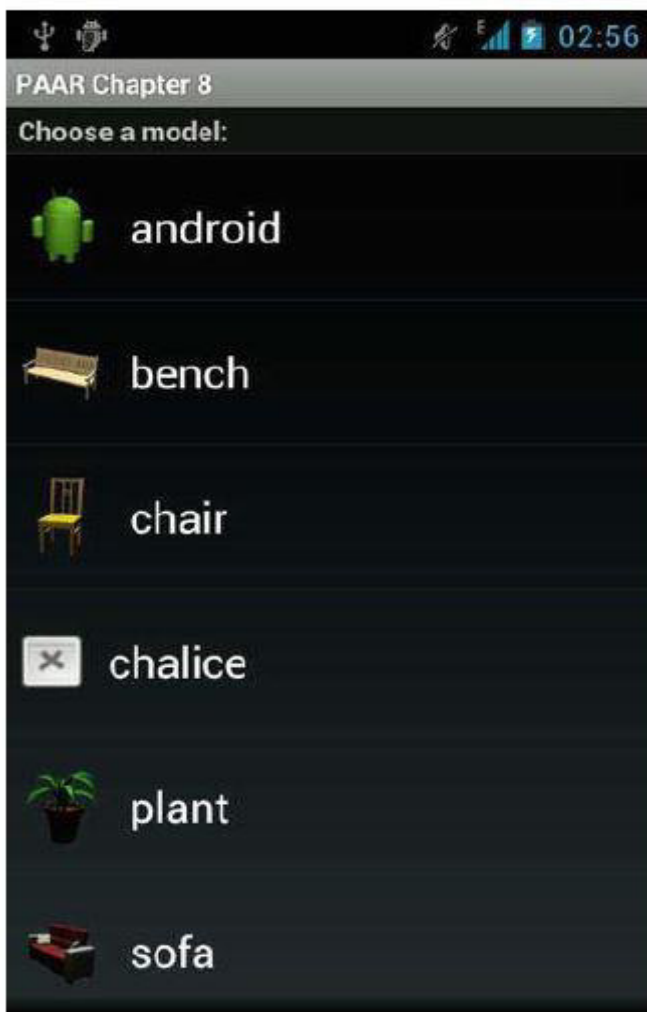 E 02:56
PAAR Chapter 8
Choose a model:
android
bench
chair
chalice
plant
sofa